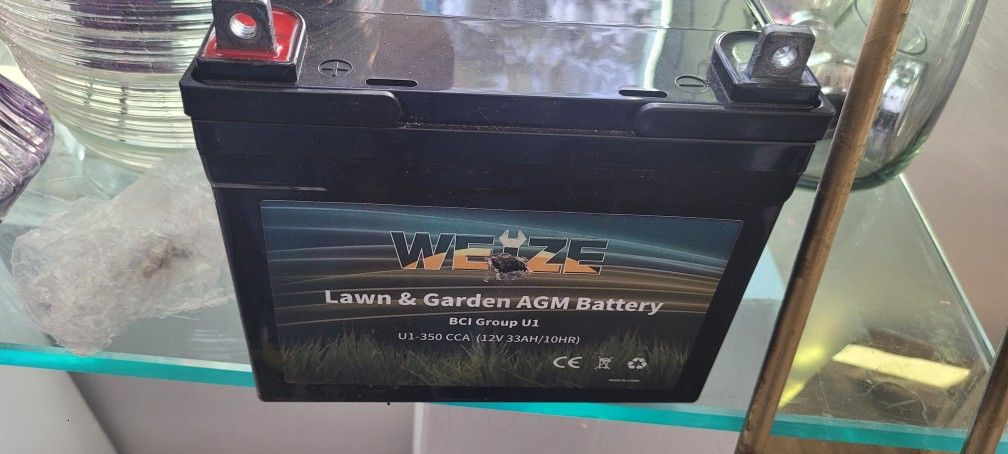 WEIZE
Lawn & Garden AGM Battery
BCI Group U1
U1-350 CCA (12V 33AH/10HR)
CE
MADE IN CHINA